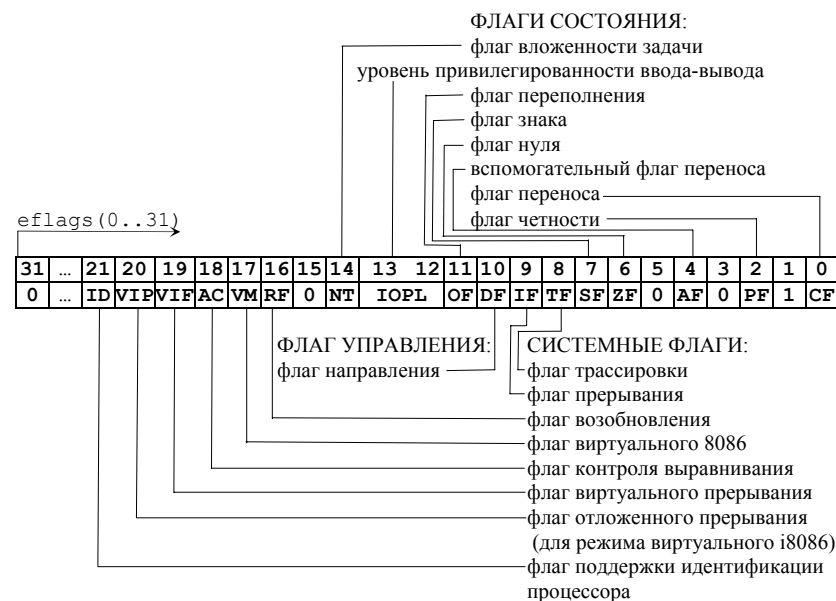 ФЛАГИ СОСТОЯНИЯ:
флаг вложенности задачи
уровень привилегированности ввода-вывода
флаг переполнения
флаг знака
флаг нуля
вспомогательный флаг переноса
флаг переноса
флаг четности
eflags(0..31)
31 … 21 20 19 18 17 16 15 14 13 12 11 10 9 8 7 6 5 4 3 2 1 0
0 … ID VIP VIF AC VM RF 0 NT IOPL OF DF IF TF SF ZF 0 AF 0 PF 1 CF
ФЛАГ УПРАВЛЕНИЯ:
флаг направления
СИСТЕМНЫЕ ФЛАГИ:
флаг трассировки
флаг прерывания
флаг возобновления
флаг виртуального 8086
флаг контроля выравнивания
флаг виртуального прерывания
флаг отложенного прерывания
(для режима виртуального i8086)
флаг поддержки идентификации
процессора